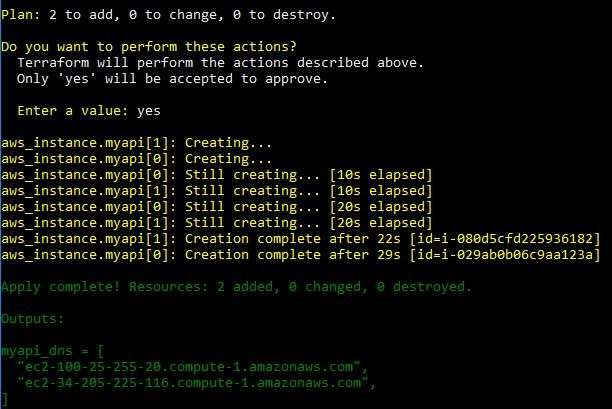 Plan: 2 to add, 0 to change, 0 to destroy.
Do you want to perform these actions?
Terraform will perform the actions described above.
Only 'yes' will be accepted to approve.
Enter a value: yes
aws_instance.myapi[1]: Creating...
aws_instance.myapi[0]: Creating...
aws_instance.myapi[0]: Still creating... [10s elapsed]
aws_instance.myapi[1]: Still creating... [10s elapsed]
aws_instance.myapi[0]: Still creating... [20s elapsed]
aws_instance.myapi[1]: Still creating... [20s elapsed]
aws_instance.myapi[1]: Creation complete after 22s [id=i-080d5cfd225936182]
aws_instance.myapi[0]: Creation complete after 29s [id=i-029ab0b06c9aa123a]
Apply complete! Resources: 2 added, 0 changed, 0 destroyed.
Outputs:
myapi_dns = [
"ec2-100-25-255-20.compute-1.amazonaws.com",
"ec2-34-205-225-116.compute-1.amazonaws.com",
]